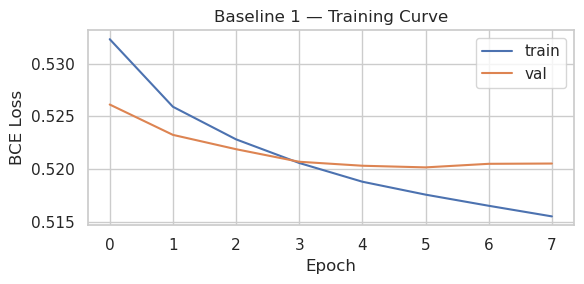 Baseline 1 — Training Curve
train
val
BCE Loss
0.530
0.525
0.520
0.515
0 1 2 3 4 5 6 7
Epoch